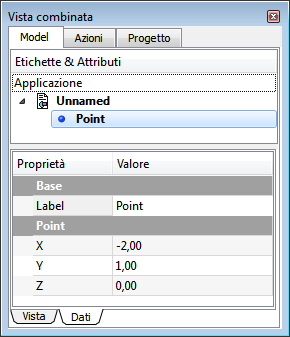 Vista combinata
Model Azioni Progetto
Etichette & Attributi
Applicazione
Unnamed
Point
Proprietà Valore
Base
Label Point
Point
X -2,00
Y 1,00
Z 0,00
Vista Dati